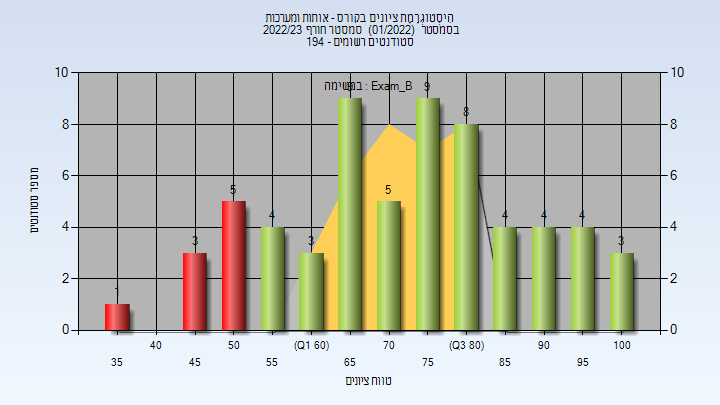 היסטוגרמת ציונים בקורס - אותות ומערכות
בסמסטר (01/2022) סמסטר חורף 2022/23
סטודנטים רשומים - 194
במשימה : Exam_B
10 10
8 8
6 6
4 4
2 2
0 0
מספר סטודנטים
1 3 5 4 3 9 5 9 8 4 4 4 3
40 50 (Q1 60) 70 (Q3 80) 90 100
35 45 55 65 75 85 95
טווח ציונים